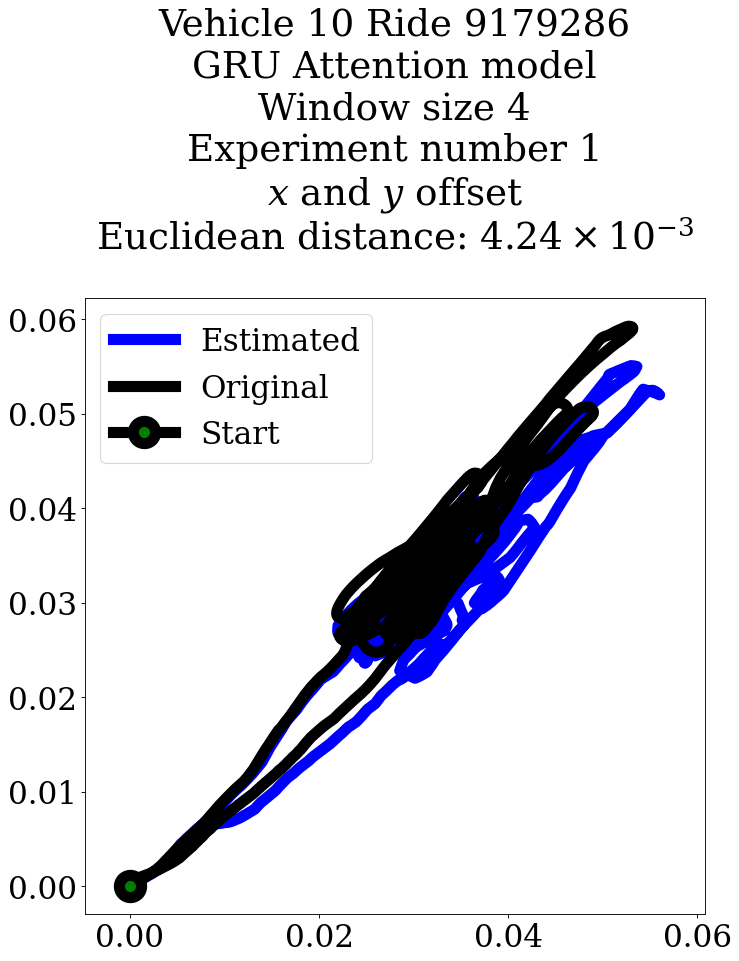 Vehicle 10 Ride 9179286
GRU Attention model
Window size 4
Experiment number 1
x and y offset
Euclidean distance: 4.24 × 10⁻³
Estimated
Original
Start
0.06
0.05
0.04
0.03
0.02
0.01
0.00
0.00 0.02 0.04 0.06